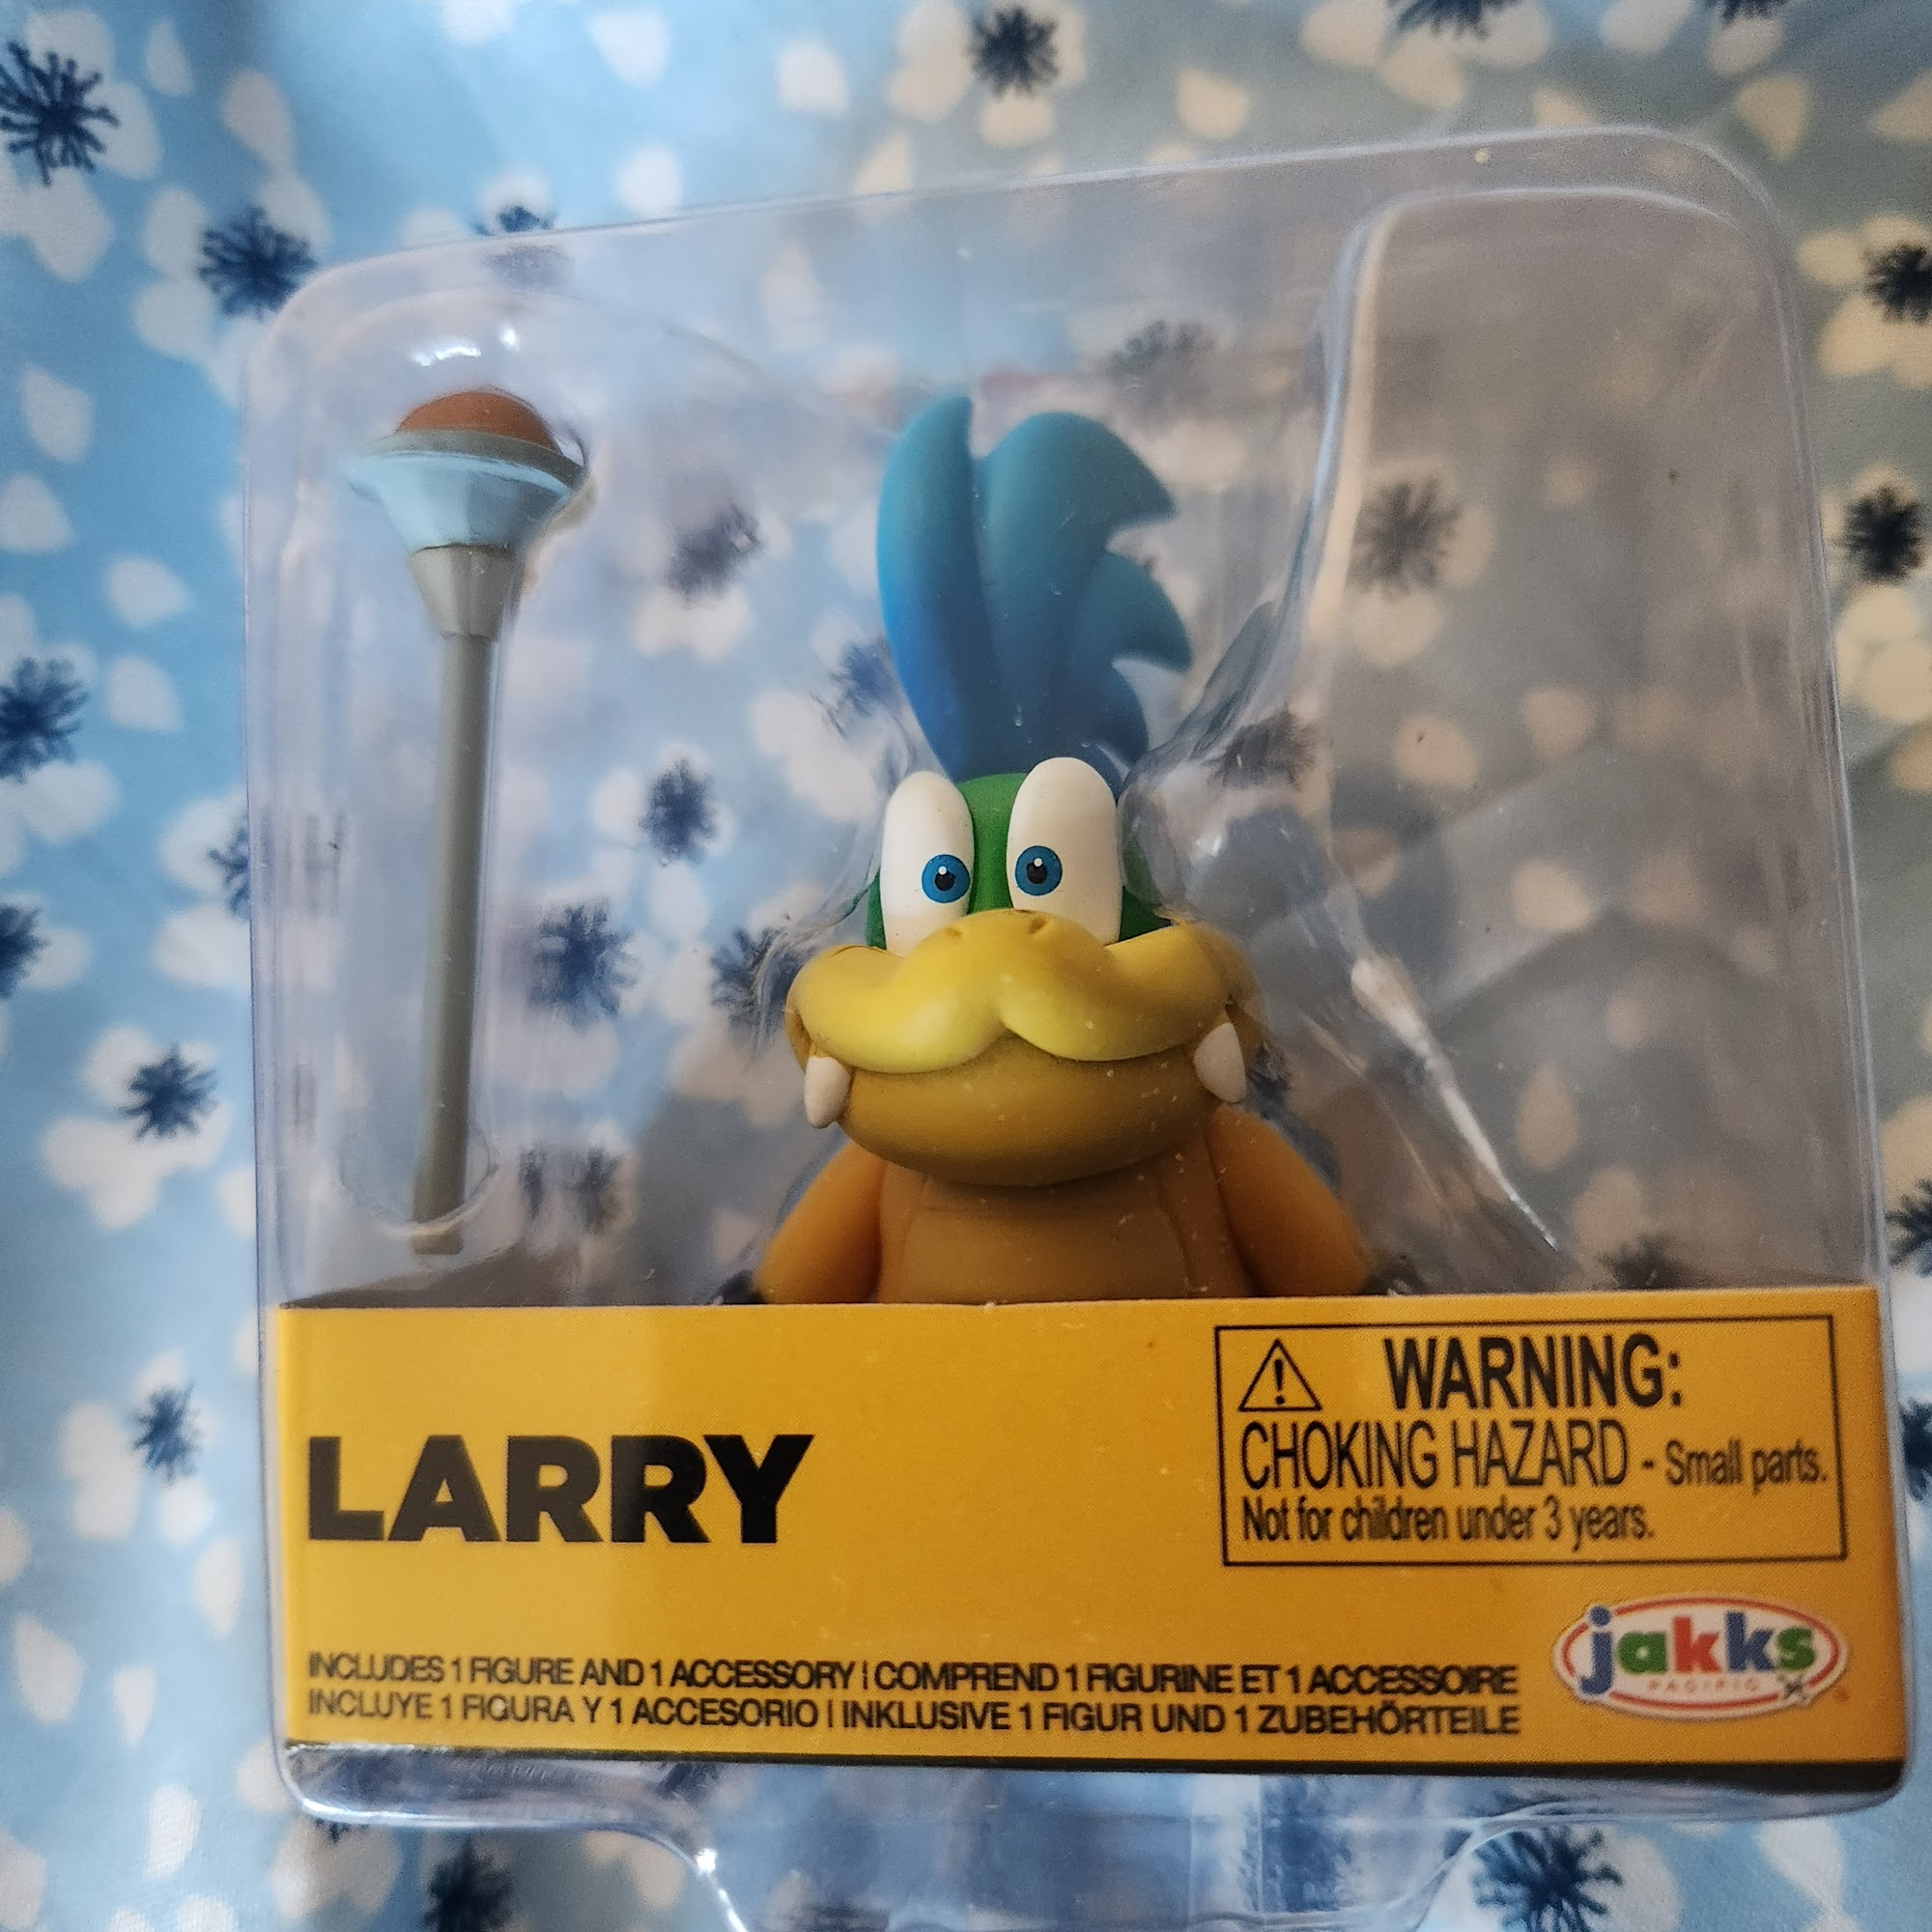 LARRY
WARNING:
CHOKING HAZARD - Small parts.
Not for children under 3 years.
INCLUDES 1 FIGURE AND 1 ACCESSORY | COMPREND 1 FIGURINE ET 1 ACCESSOIRE
INCLUYE 1 FIGURA Y 1 ACCESORIO | INKLUSIVE 1 FIGUR UND 1 ZUBEHÖRTEILE
jakks
PACIFIC